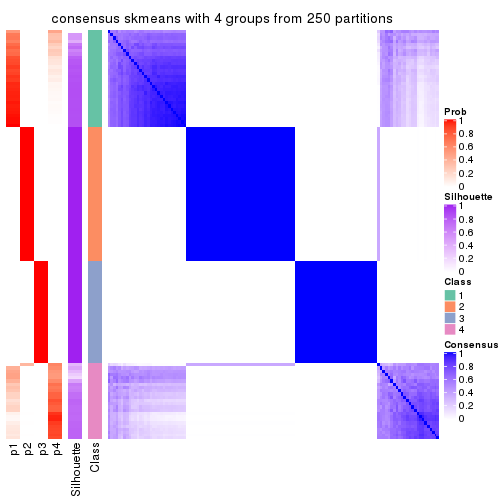 consensus skmeans with 4 groups from 250 partitions
Prob
1
0.8
0.6
0.4
0.2
0
Silhouette
1
0.8
0.6
0.4
0.2
0
Class
1
2
3
4
Consensus
1
0.8
0.6
0.4
0.2
0
p1
p2
p3
p4
Silhouette
Class